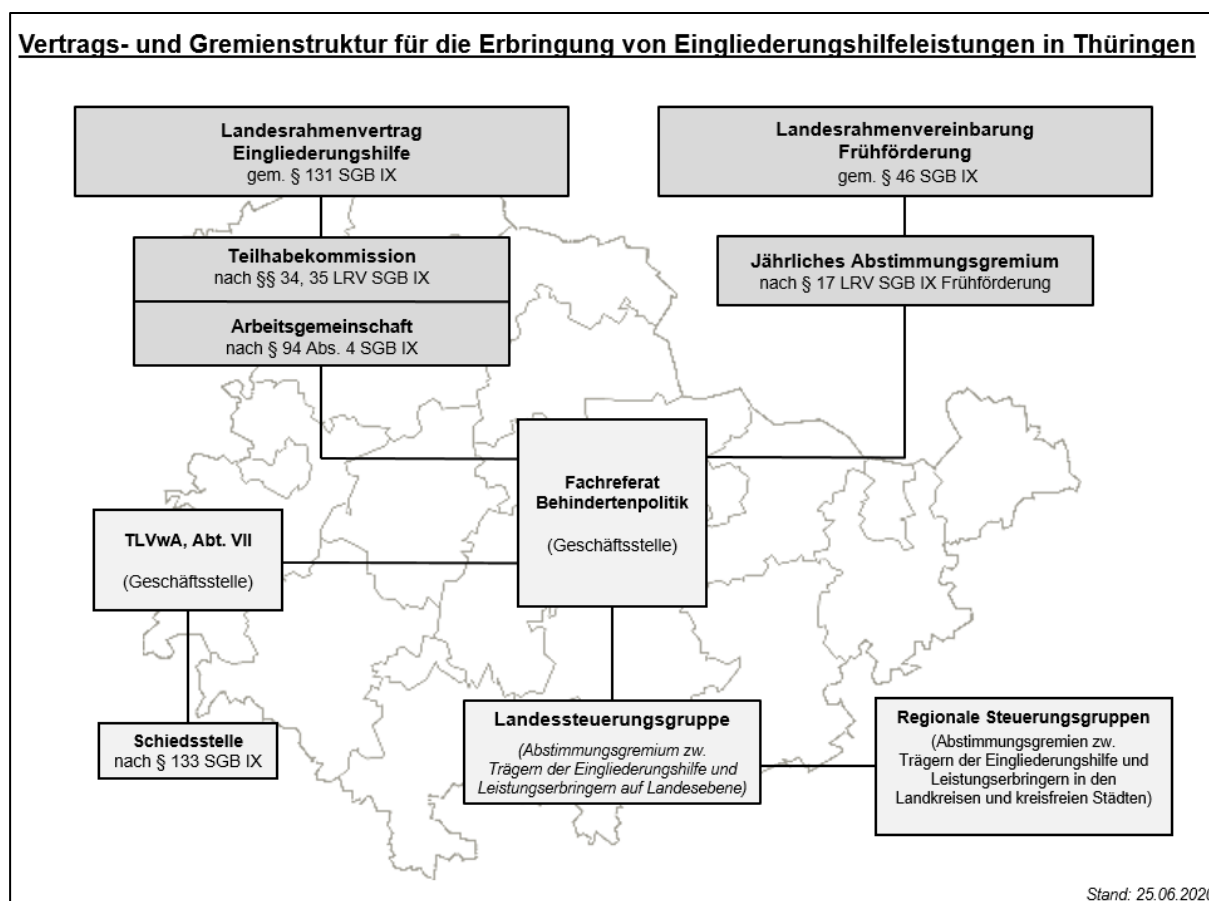 Vertrags- und Gremienstruktur für die Erbringung von Eingliederungshilfeleistungen in Thüringen
Landesrahmenvertrag
Eingliederungshilfe
gem. § 131 SGB IX
Landesrahmenvereinbarung
Frühförderung
gem. § 46 SGB IX
Teilhabekommission
nach §§ 34, 35 LRV SGB IX
Jährliches Abstimmungsgremium
nach § 17 LRV SGB IX Frühförderung
Arbeitsgemeinschaft
nach § 94 Abs. 4 SGB IX
Fachreferat
Behindertenpolitik
(Geschäftsstelle)
TLVwA, Abt. VII
(Geschäftsstelle)
Schiedsstelle
nach § 133 SGB IX
Landessteuerungsgruppe
(Abstimmungsgremium zw.
Trägern der Eingliederungshilfe und
Leistungserbringern auf Landesebene)
Regionale Steuerungsgruppen
(Abstimmungsgremien zw.
Trägern der Eingliederungshilfe und
Leistungserbringern in den
Landkreisen und kreisfreien Städten)
Stand: 25.06.2020